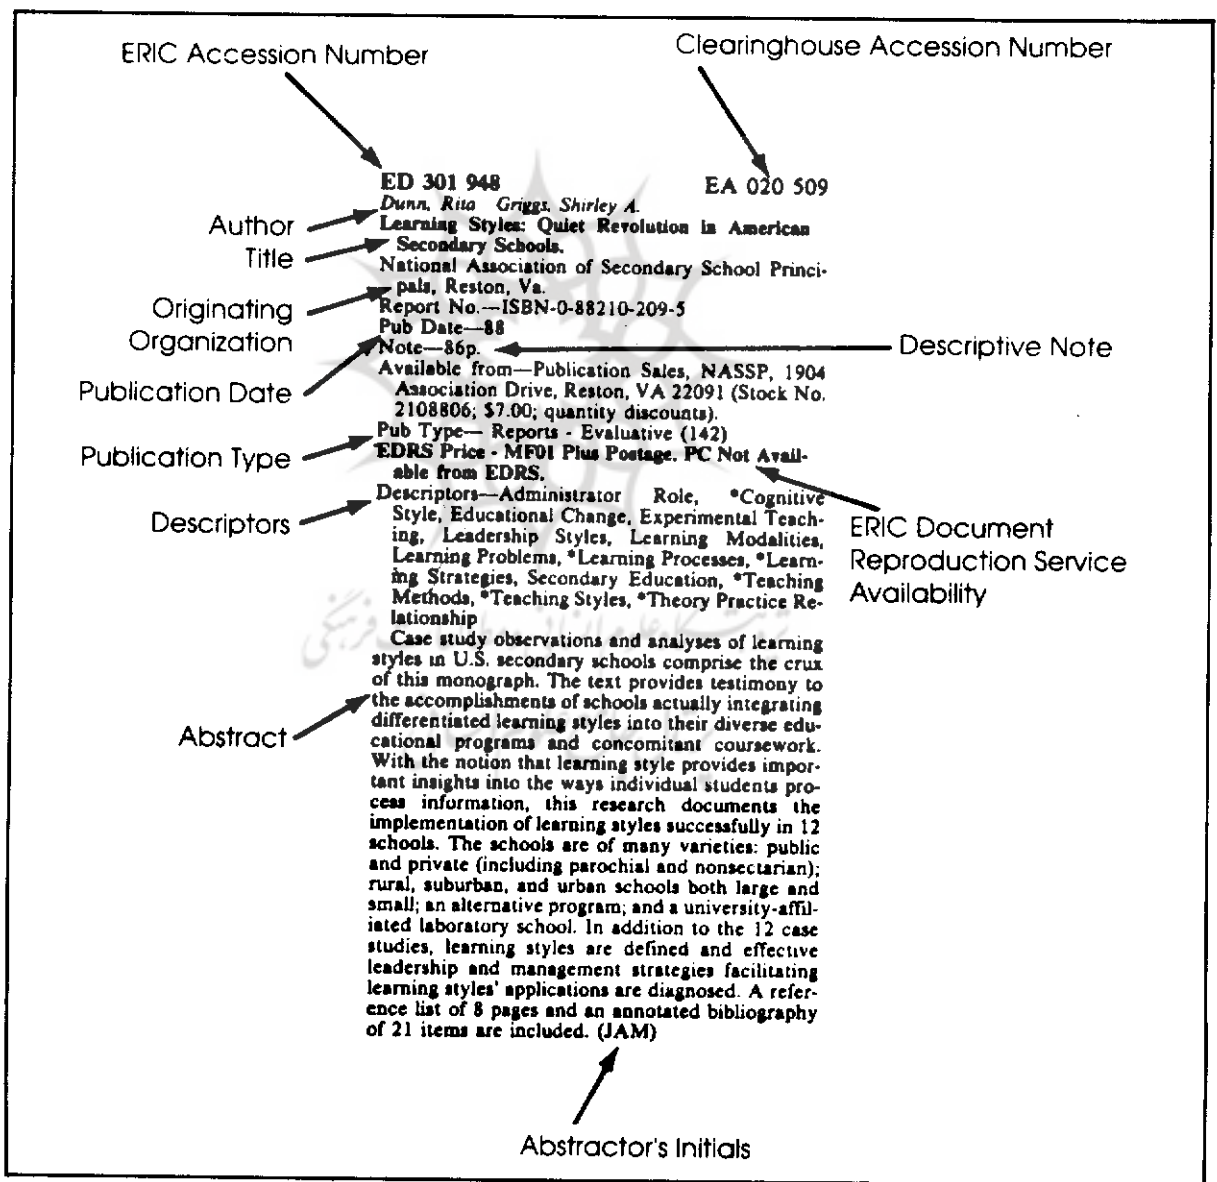 ERIC Accession Number
Clearinghouse Accession Number
ED 301 948 EA 020 509
Author
Dunn, Rita Griggs, Shirley A.
Title
Learning Styles: Quiet Revolution in American
Secondary Schools.
Originating
Organization
National Association of Secondary School Princi-
pals, Reston, Va.
Report No.—ISBN-0-88210-209-5
Publication Date
Pub Date—88
Note—86p.
Descriptive Note
Available from—Publication Sales, NASSP, 1904
Association Drive, Reston, VA 22091 (Stock No.
2108806; $7.00; quantity discounts).
Publication Type
Pub Type— Reports - Evaluative (142)
EDRS Price - MF01 Plus Postage. PC Not Avail-
able from EDRS.
ERIC Document
Reproduction Service
Availability
Descriptors
Descriptors—Administrator Role, *Cognitive
Style, Educational Change, Experimental Teach-
ing, Leadership Styles, Learning Modalities,
Learning Problems, *Learning Processes, *Learn-
ing Strategies, Secondary Education, *Teaching
Methods, *Teaching Styles, *Theory Practice Re-
lationship
Abstract
Case study observations and analyses of learning
styles in U.S. secondary schools comprise the crux
of this monograph. The text provides testimony to
the accomplishments of schools actually integrating
differentiated learning styles into their diverse edu-
cational programs and concomitant coursework.
With the notion that learning style provides impor-
tant insights into the ways individual students pro-
cess information, this research documents the
implementation of learning styles successfully in 12
schools. The schools are of many varieties: public
and private (including parochial and nonsectarian);
rural, suburban, and urban schools both large and
small; an alternative program; and a university-affil-
iated laboratory school. In addition to the 12 case
studies, learning styles are defined and effective
leadership and management strategies facilitating
learning styles' applications are diagnosed. A refer-
ence list of 8 pages and an annotated bibliography
of 21 items are included. (JAM)
Abstractor's Initials